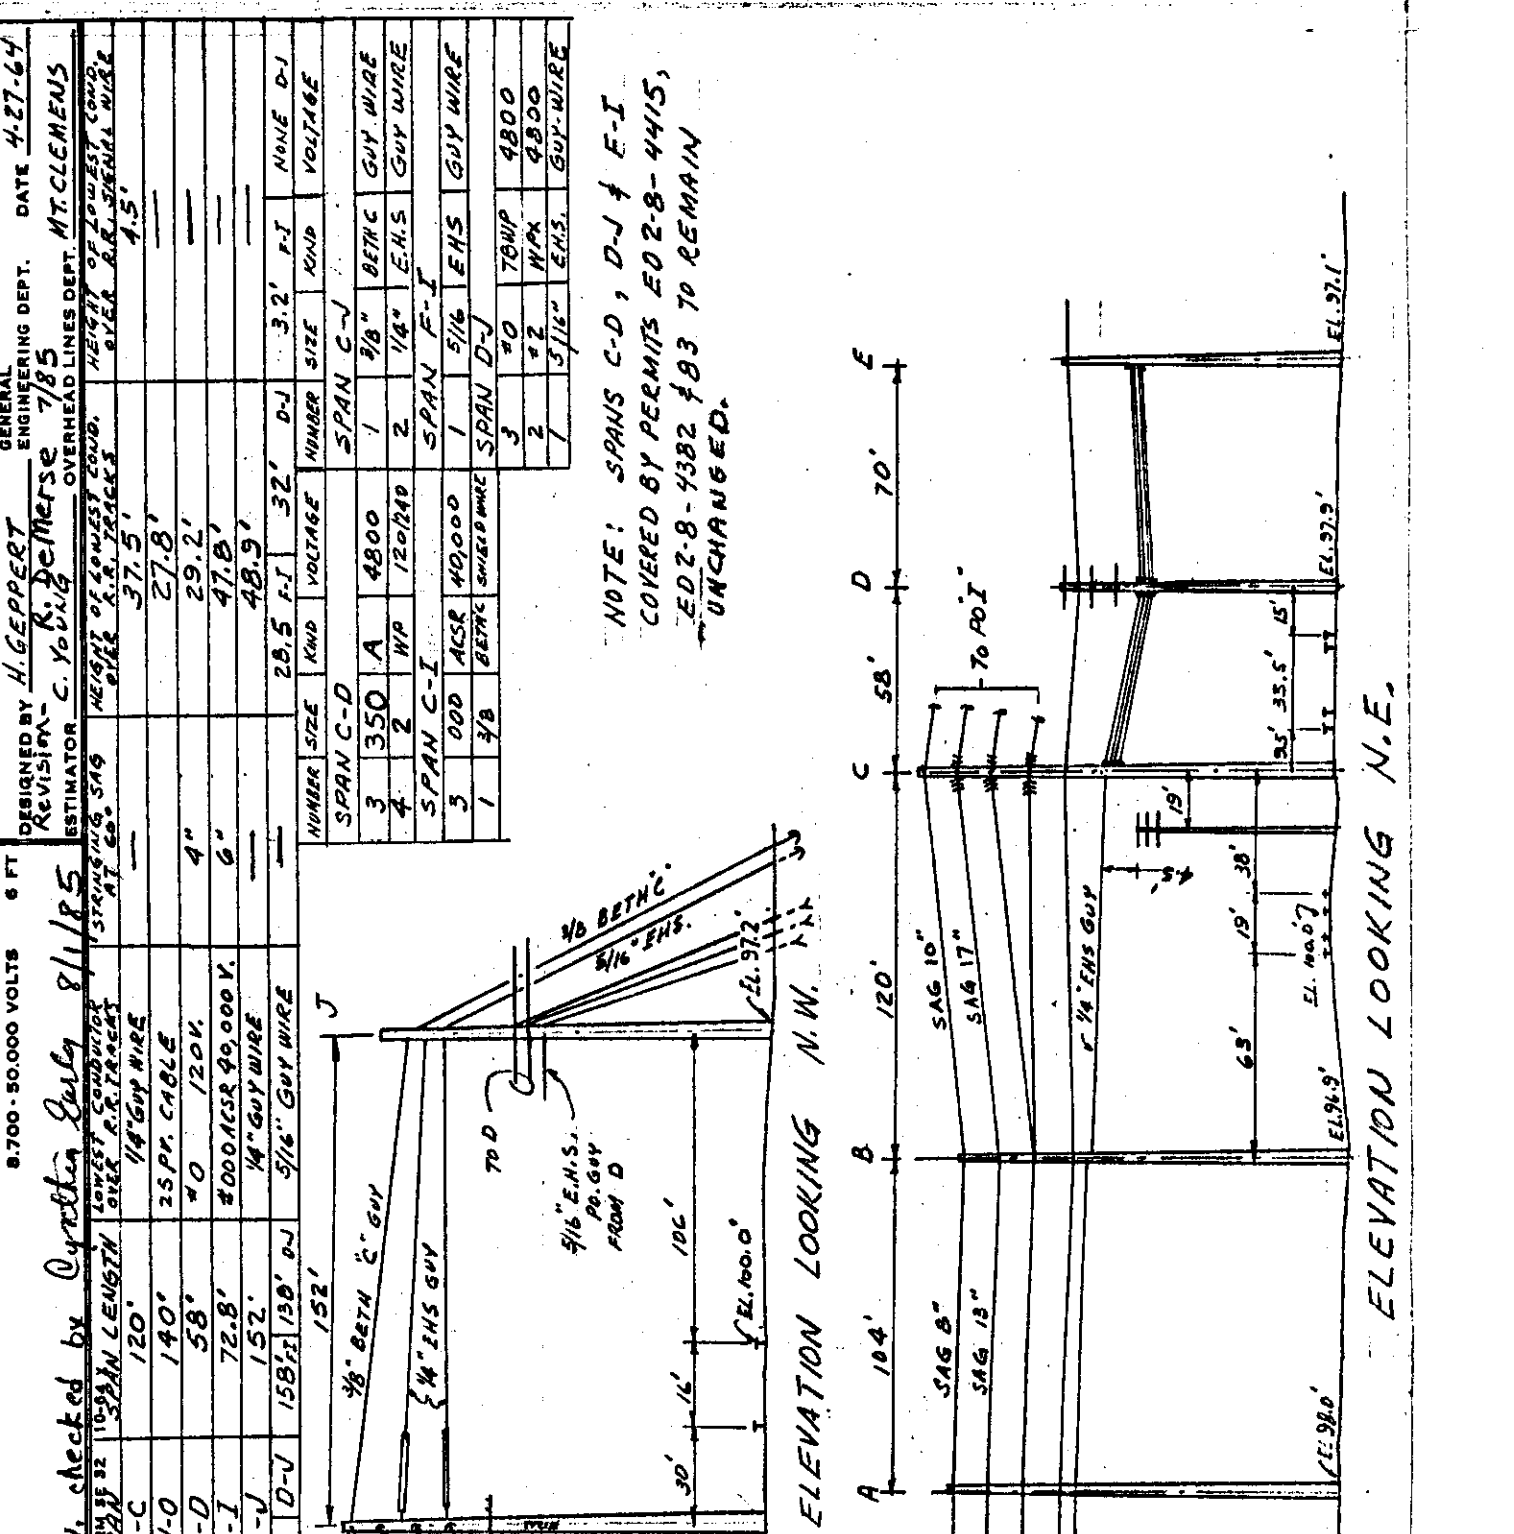 8.700 - 50.000 VOLTS 6 FT
GENERAL
DESIGNED BY H. GEPPERT ENGINEERING DEPT. DATE 4-27-64
Revision - R. DeMerse 7/85
ESTIMATOR C. YOUNG OVERHEAD LINES DEPT. MT. CLEMENS
checked by Cynthia 8/1/85
SPAN LENGTH
LOWEST CONDUCTOR OVER R.R. TRACKS
STRINGING SAG AT 60°
HEIGHT OF LOWEST COND. OVER R.R. TRACKS
HEIGHT OF LOWEST COND. OVER R.R. SIGNAL WIRE
-C 120' 1/4" GUY WIRE — 37.5' 4.5'
140' 25 PR. CABLE 27.8' —
-D 58' #0 120 V. 4" 29.2' —
-I 72.8' #000 ACSR 40,000 V. 6" 47.8' —
-J 152' 1/4" GUY WIRE — 48.9' —
D-J 158' F-I 138' D-J 5/16" GUY WIRE — 28.5 F-I 32' D-J 3.2' F-I NONE D-J
NUMBER SIZE KIND VOLTAGE
SPAN C-D
3 350 A 4800
4 2 WP 120/240
SPAN C-I
3 000 ACSR 40,000
1 3/8 BETH C SHIELD WIRE
NUMBER SIZE KIND VOLTAGE
SPAN C-J
1 3/8" BETH C GUY WIRE
2 1/4" E.H.S GUY WIRE
SPAN F-I
1 5/16 EHS GUY WIRE
SPAN D-J
3 #0 TBWP 4800
2 #2 WPX 4800
1 5/16" EHS. GUY-WIRE
NOTE: SPANS C-D, D-J & E-I
COVERED BY PERMITS ED 2-8-4415,
ED 2-8-4382 & 83 TO REMAIN
UNCHANGED.
152'
J
3/8" BETH "C" GUY
1/4" EHS GUY
TO D
3/8 BETH "C"
5/16" EHS.
5/16" E.H.S.
PO. GUY
FROM D
30'
16'
106'
EL. 100.0'
EL. 97.2'
ELEVATION LOOKING N.W.
A
104'
B
120'
C
58'
D
70'
E
SAG 8"
SAG 13"
SAG 10"
SAG 17"
TO PO "I"
1/4" EHS GUY
4.5'
19'
63'
19'
38'
9.5'
33.5'
15'
EL. 98.0'
EL. 96.9'
EL. 100.0'
EL. 97.9'
EL. 97.1'
ELEVATION LOOKING N.E.